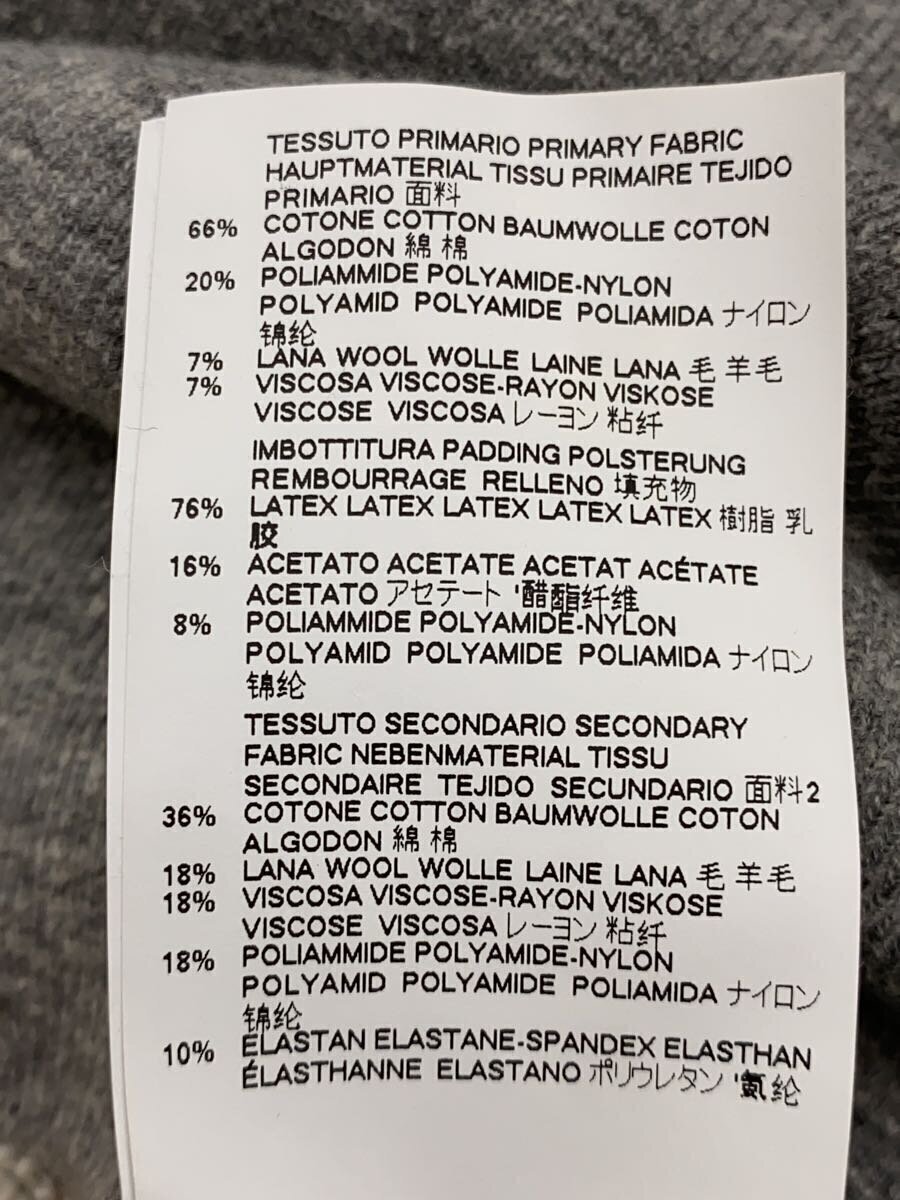 TESSUTO PRIMARIO PRIMARY FABRIC
HAUPTMATERIAL TISSU PRIMAIRE TEJIDO
PRIMARIO 面料
66% COTONE COTTON BAUMWOLLE COTON
ALGODON 綿 棉
20% POLIAMMIDE POLYAMIDE-NYLON
POLYAMID POLYAMIDE POLIAMIDA ナイロン
锦纶
7% LANA WOOL WOLLE LAINE LANA 毛 羊毛
7% VISCOSA VISCOSE-RAYON VISKOSE
VISCOSE VISCOSA レーヨン 粘纤
IMBOTTITURA PADDING POLSTERUNG
REMBOURRAGE RELLENO 填充物
76% LATEX LATEX LATEX LATEX LATEX 樹脂 乳
胶
16% ACETATO ACETATE ACETAT ACÉTATE
ACETATO アセテート '醋酯纤维
8% POLIAMMIDE POLYAMIDE-NYLON
POLYAMID POLYAMIDE POLIAMIDA ナイロン
锦纶
TESSUTO SECONDARIO SECONDARY
FABRIC NEBENMATERIAL TISSU
SECONDAIRE TEJIDO SECUNDARIO 面料2
36% COTONE COTTON BAUMWOLLE COTON
ALGODON 綿 棉
18% LANA WOOL WOLLE LAINE LANA 毛 羊毛
18% VISCOSA VISCOSE-RAYON VISKOSE
VISCOSE VISCOSA レーヨン 粘纤
18% POLIAMMIDE POLYAMIDE-NYLON
POLYAMID POLYAMIDE POLIAMIDA ナイロン
锦纶
10% ELASTAN ELASTANE-SPANDEX ELASTHAN
ÉLASTHANNE ELASTANO ポリウレタン '氨纶